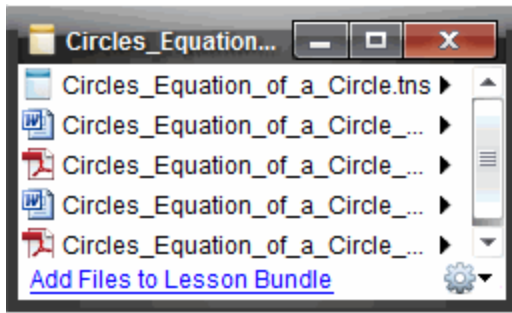 Circles_Equation...
Circles_Equation_of_a_Circle.tns
Circles_Equation_of_a_Circle_...
Circles_Equation_of_a_Circle_...
Circles_Equation_of_a_Circle_...
Circles_Equation_of_a_Circle_...
Add Files to Lesson Bundle